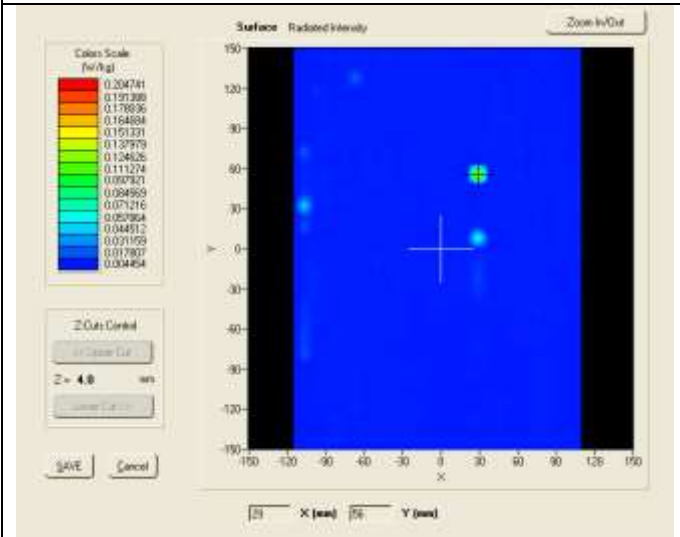 Surface Radiated Intensity
Zoom In/Out
Colors Scale
(W/kg)
0.204741
0.191388
0.178036
0.164684
0.151331
0.137979
0.124626
0.111274
0.097921
0.084569
0.071216
0.057864
0.044512
0.031159
0.017807
0.004454
150
120
90
60
30
0
-30
-60
-90
-120
-150
Y
-150 -120 -90 -60 -30 0 30 60 90 120 150
X
Z Cuts Control
Z = 4.0 mm
SAVE Cancel
29 X (mm) 56 Y (mm)